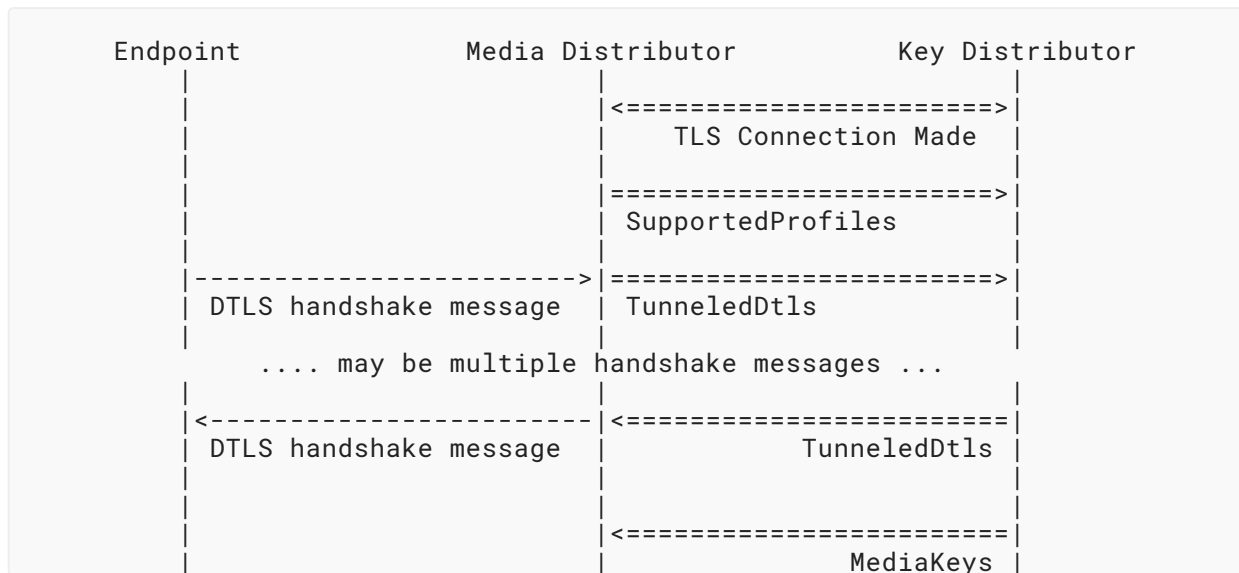 Endpoint Media Distributor Key Distributor
|                         |<=======================>|
TLS Connection Made
|=======================>|
SupportedProfiles
|------------------------>|=======================>|
DTLS handshake message | TunneledDtls
.... may be multiple handshake messages ...
|<------------------------|<========================|
DTLS handshake message | TunneledDtls
|<========================|
MediaKeys